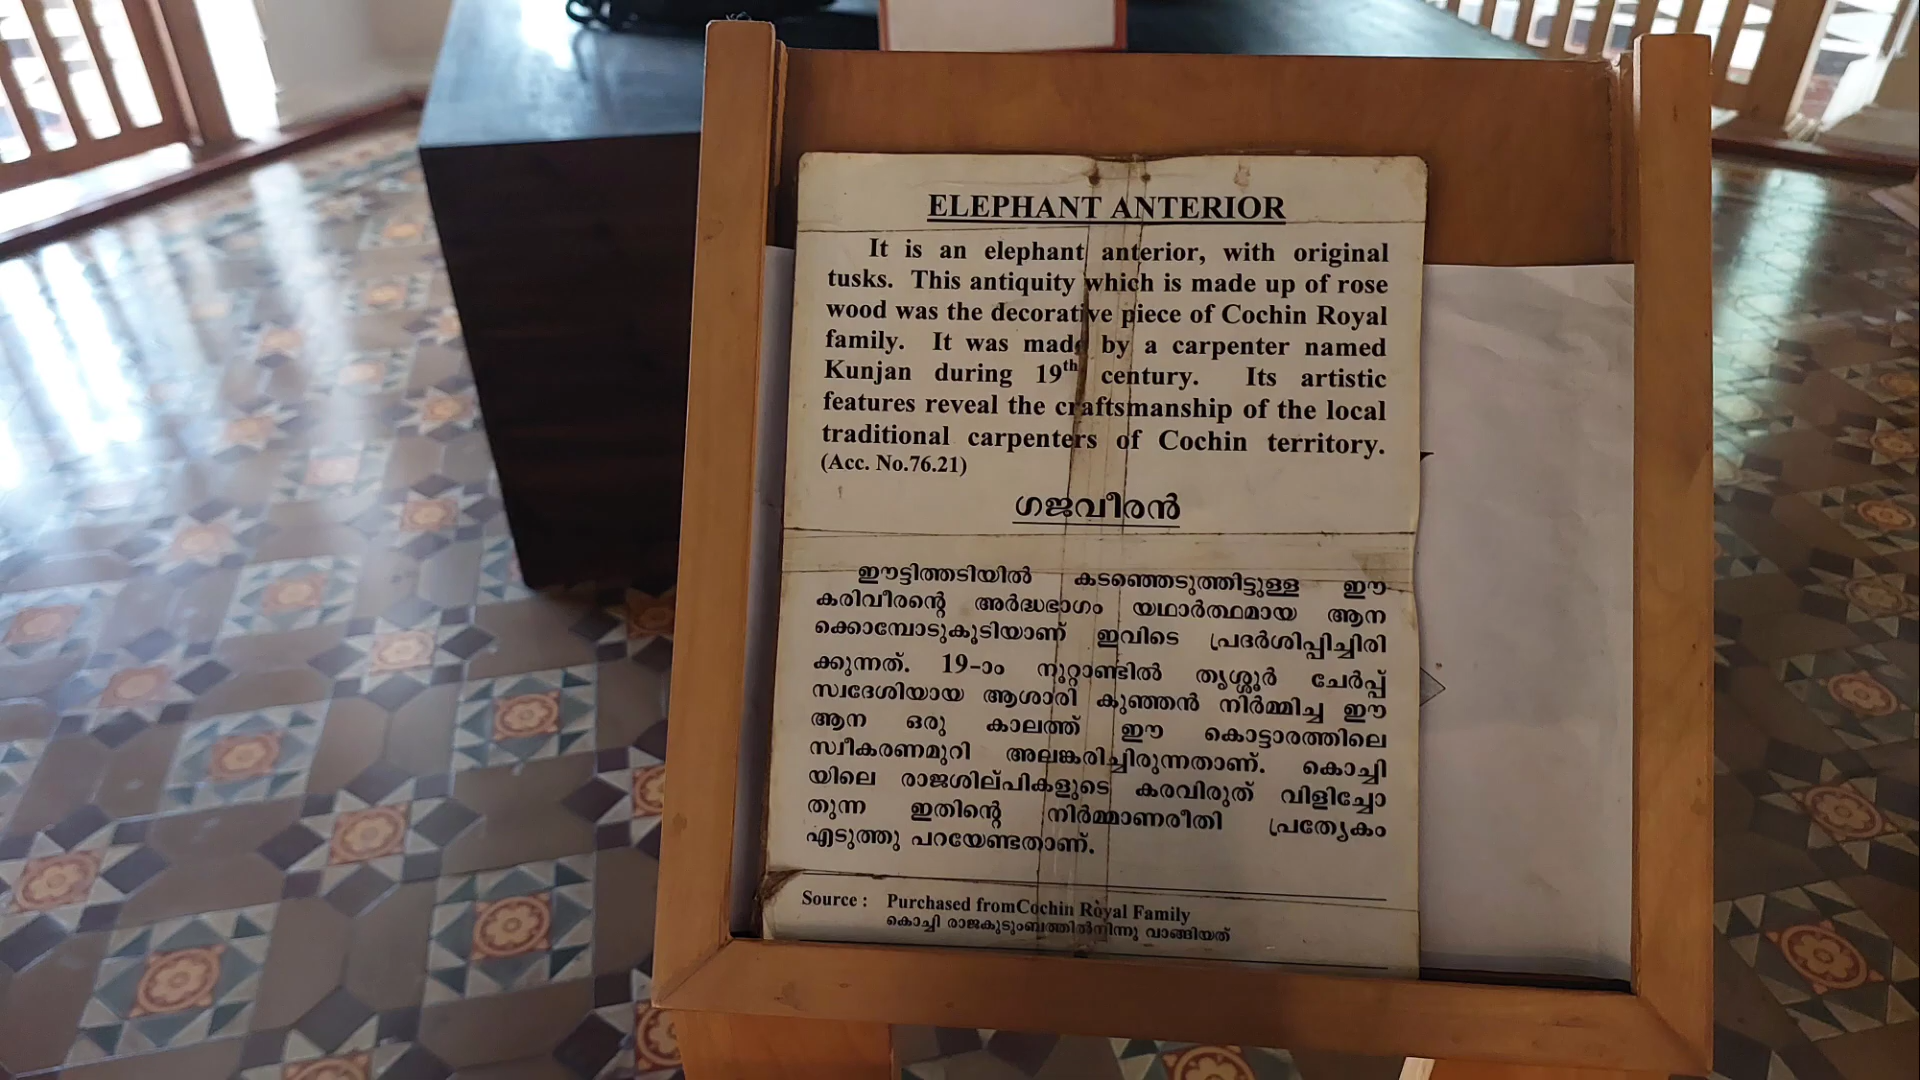 ELEPHANT ANTERIOR
It is an elephant anterior, with original
tusks. This antiquity which is made up of rose
wood was the decorative piece of Cochin Royal
family. It was made by a carpenter named
Kunjan during 19th century. Its artistic
features reveal the craftsmanship of the local
traditional carpenters of Cochin territory.
(Acc. No.76.21)
ഗജവീരൻ
ഈട്ടിത്തടിയിൽ കടഞ്ഞെടുത്തിട്ടുള്ള ഈ
കരിവീരന്റെ അർദ്ധഭാഗം യഥാർത്ഥമായ ആന
ക്കൊമ്പോടുകൂടിയാണ് ഇവിടെ പ്രദർശിപ്പിച്ചിരി
ക്കുന്നത്. 19-ാം നൂറ്റാണ്ടിൽ തൃശ്ശൂർ ചേർപ്പ്
സ്വദേശിയായ ആശാരി കുഞ്ഞൻ നിർമ്മിച്ച ഈ
ആന ഒരു കാലത്ത് ഈ കൊട്ടാരത്തിലെ
സ്വീകരണമുറി അലങ്കരിച്ചിരുന്നതാണ്. കൊച്ചി
യിലെ രാജശില്പികളുടെ കരവിരുത് വിളിച്ചോ
തുന്ന ഇതിന്റെ നിർമ്മാണരീതി പ്രത്യേകം
എടുത്തു പറയേണ്ടതാണ്.
Source : Purchased fromCochin Royal Family
കൊച്ചി രാജകുടുംബത്തിൽനിന്നു വാങ്ങിയത്